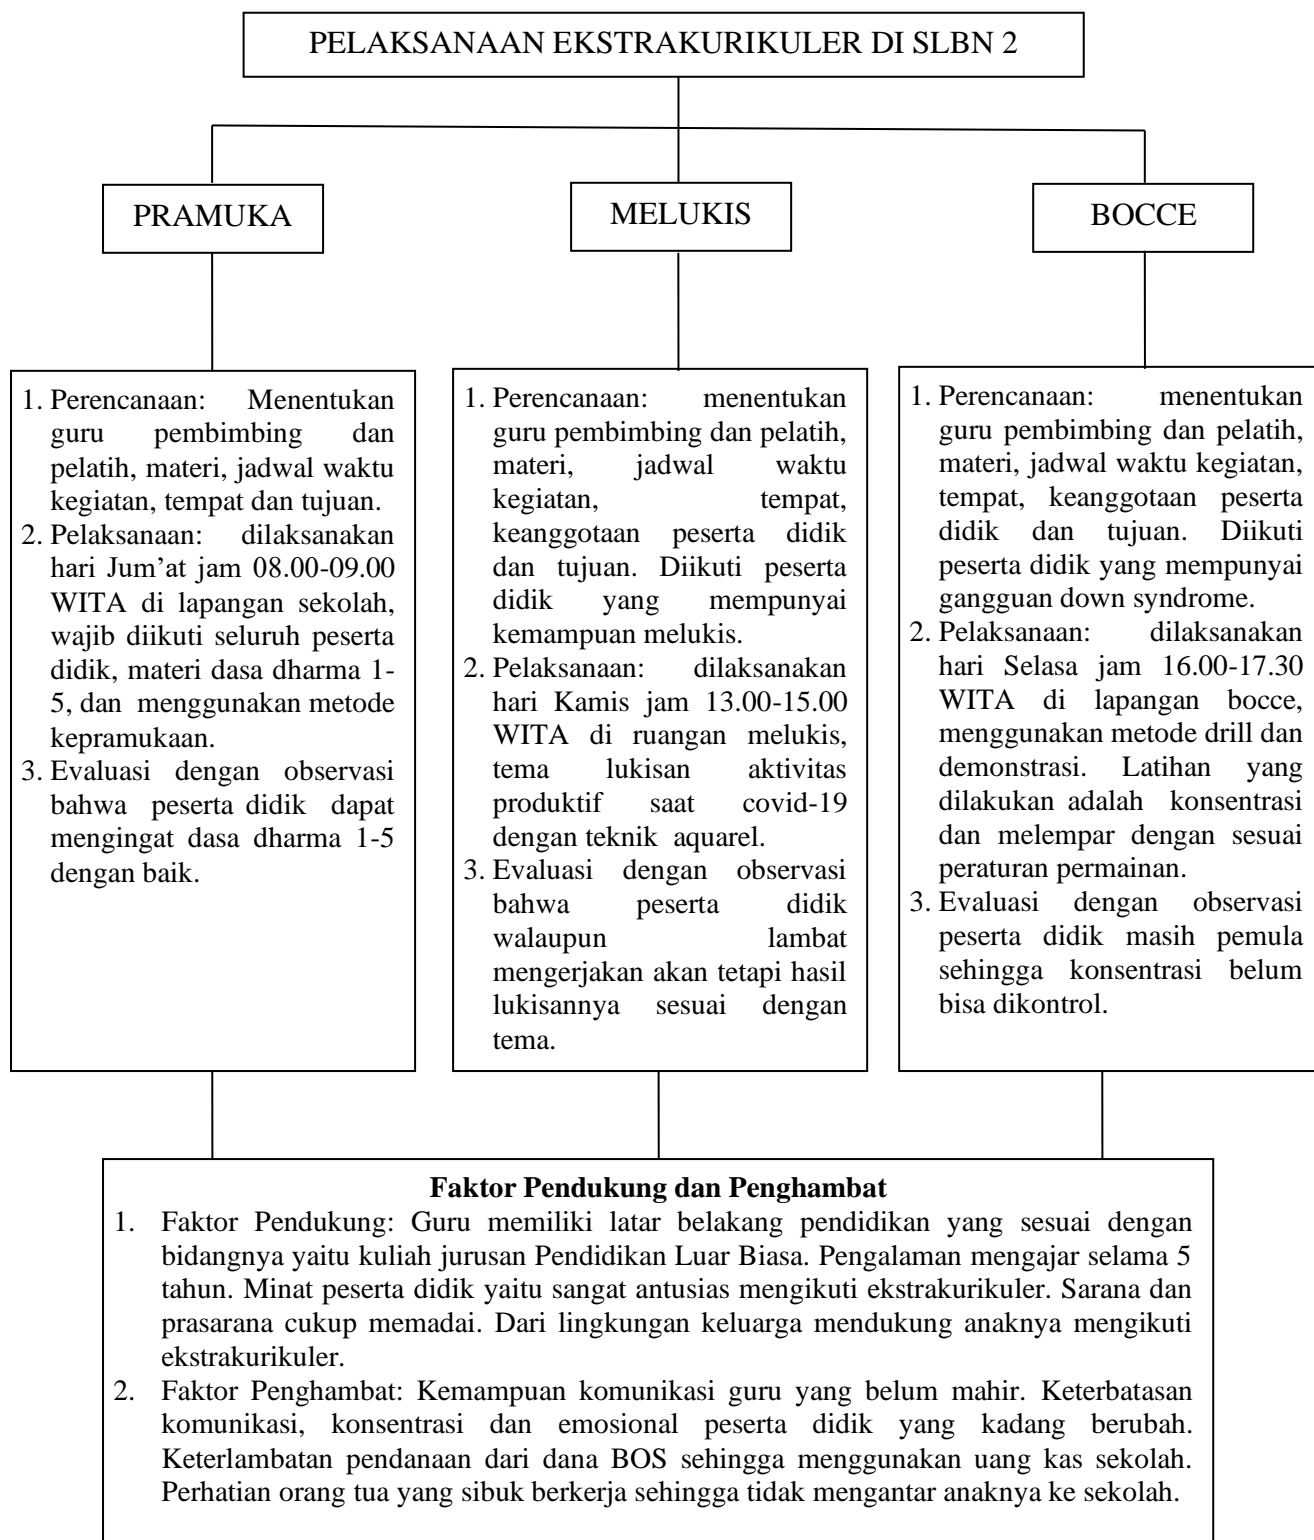 PELAKSANAAN EKSTRAKURIKULER DI SLBN 2
PRAMUKA
MELUKIS
BOCCE
1. Perencanaan: Menentukan
guru pembimbing dan
pelatih, materi, jadwal waktu
kegiatan, tempat dan tujuan.
2. Pelaksanaan: dilaksanakan
hari Jum’at jam 08.00-09.00
WITA di lapangan sekolah,
wajib diikuti seluruh peserta
didik, materi dasa dharma 1-
5, dan menggunakan metode
kepramukaan.
3. Evaluasi dengan observasi
bahwa peserta didik dapat
mengingat dasa dharma 1-5
dengan baik.
1. Perencanaan: menentukan
guru pembimbing dan pelatih,
materi, jadwal waktu
kegiatan, tempat,
keanggotaan peserta didik
dan tujuan. Diikuti peserta
didik yang mempunyai
kemampuan melukis.
2. Pelaksanaan: dilaksanakan
hari Kamis jam 13.00-15.00
WITA di ruangan melukis,
tema lukisan aktivitas
produktif saat covid-19
dengan teknik aquarel.
3. Evaluasi dengan observasi
bahwa peserta didik
walaupun lambat
mengerjakan akan tetapi hasil
lukisannya sesuai dengan
tema.
1. Perencanaan: menentukan
guru pembimbing dan pelatih,
materi, jadwal waktu kegiatan,
tempat, keanggotaan peserta
didik dan tujuan. Diikuti
peserta didik yang mempunyai
gangguan down syndrome.
2. Pelaksanaan: dilaksanakan
hari Selasa jam 16.00-17.30
WITA di lapangan bocce,
menggunakan metode drill dan
demonstrasi. Latihan yang
dilakukan adalah konsentrasi
dan melempar dengan sesuai
peraturan permainan.
3. Evaluasi dengan observasi
peserta didik masih pemula
sehingga konsentrasi belum
bisa dikontrol.
Faktor Pendukung dan Penghambat
1. Faktor Pendukung: Guru memiliki latar belakang pendidikan yang sesuai dengan
bidangnya yaitu kuliah jurusan Pendidikan Luar Biasa. Pengalaman mengajar selama 5
tahun. Minat peserta didik yaitu sangat antusias mengikuti ekstrakurikuler. Sarana dan
prasarana cukup memadai. Dari lingkungan keluarga mendukung anaknya mengikuti
ekstrakurikuler.
2. Faktor Penghambat: Kemampuan komunikasi guru yang belum mahir. Keterbatasan
komunikasi, konsentrasi dan emosional peserta didik yang kadang berubah.
Keterlambatan pendanaan dari dana BOS sehingga menggunakan uang kas sekolah.
Perhatian orang tua yang sibuk berkerja sehingga tidak mengantar anaknya ke sekolah.